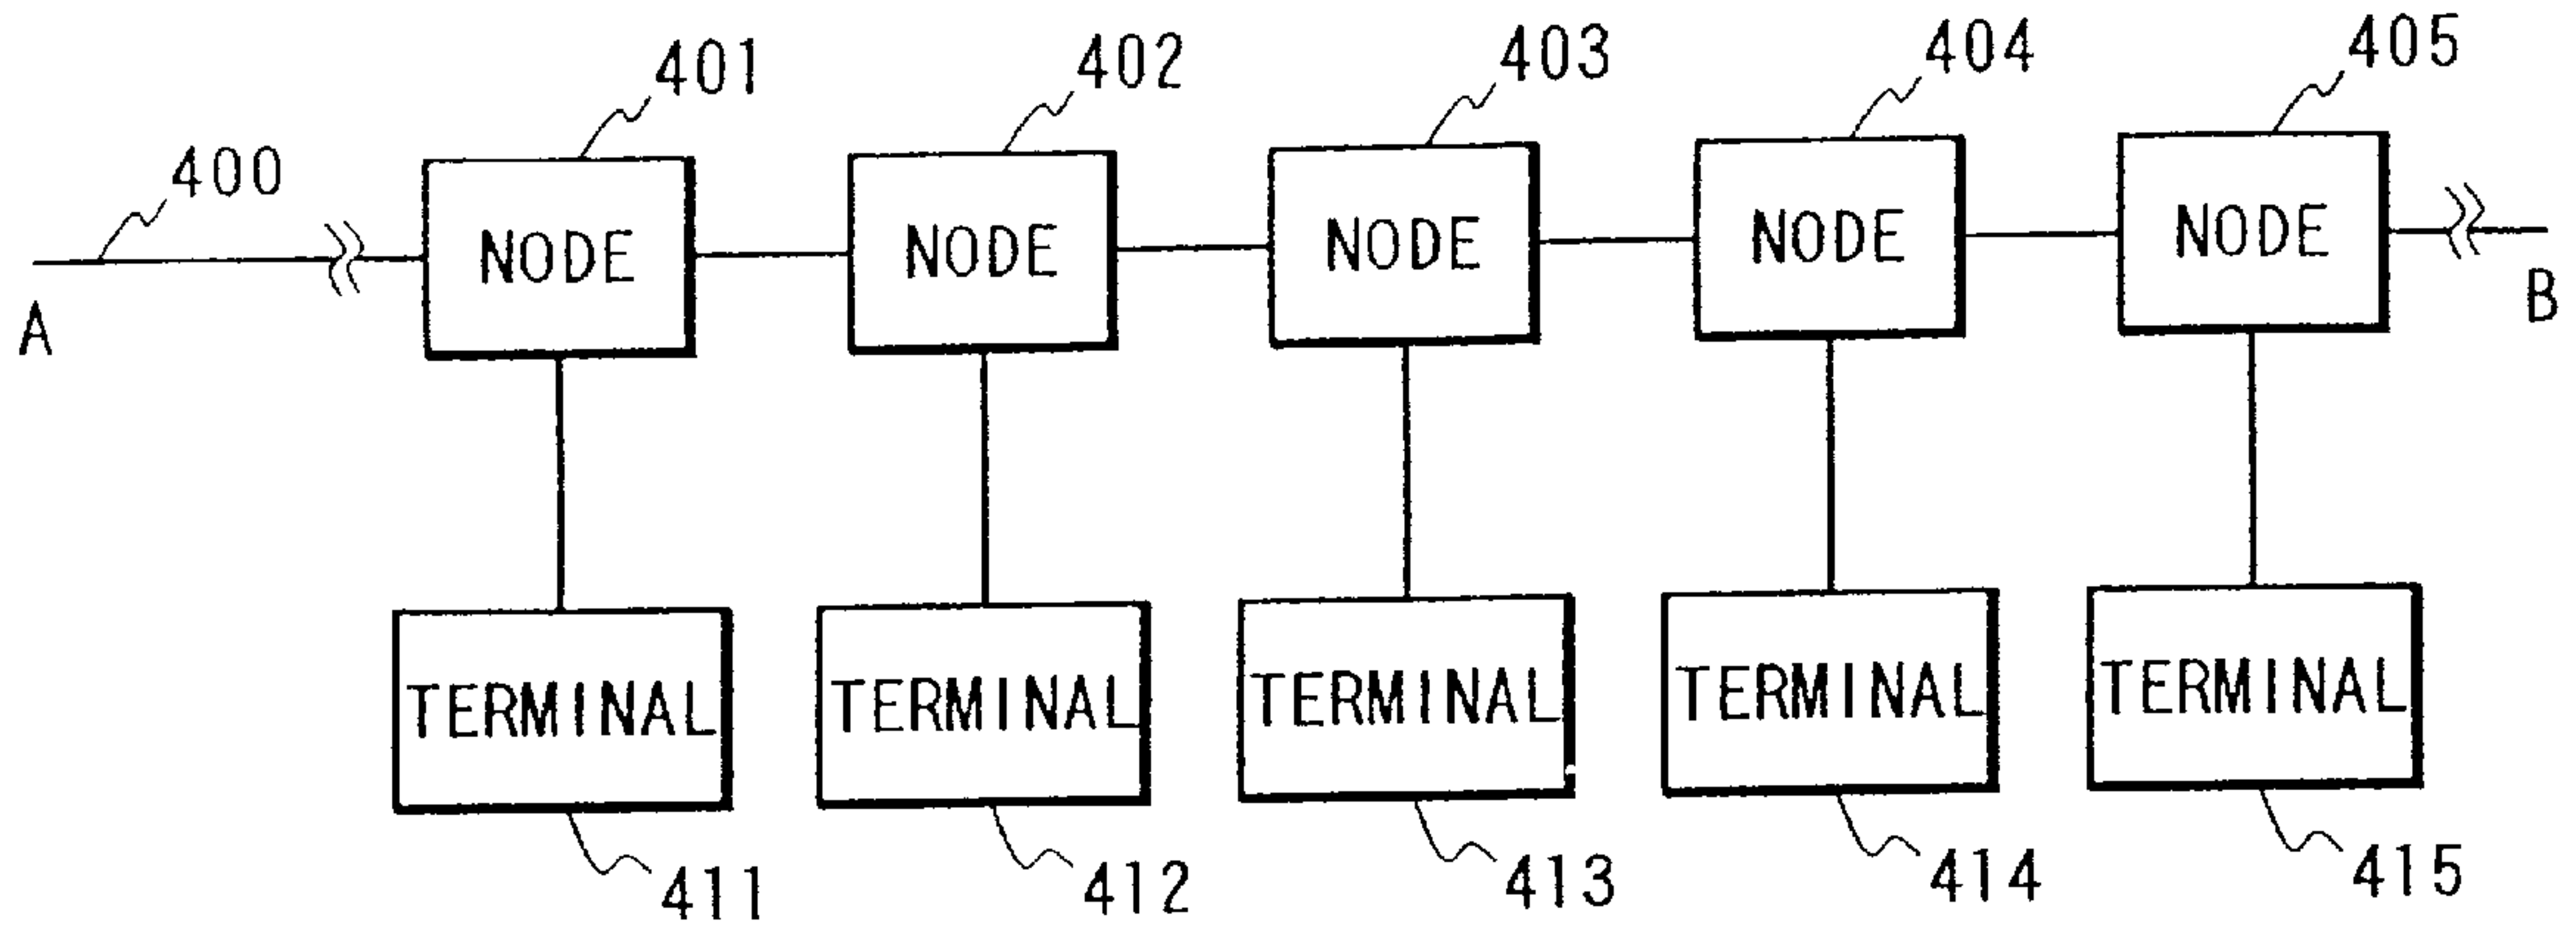 401 402 403 404 405
400
NODE NODE NODE NODE NODE
A B
TERMINAL TERMINAL TERMINAL TERMINAL TERMINAL
411 412 413 414 415